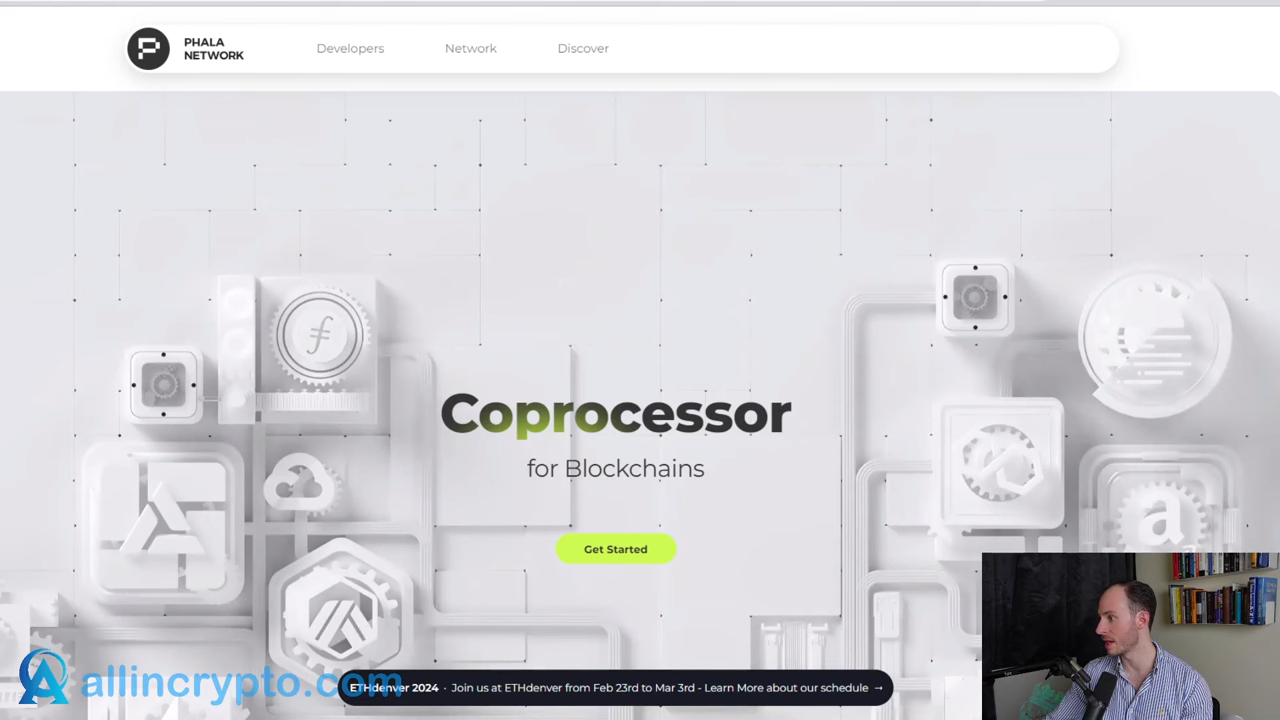 PHALA
NETWORK
Developers
Network
Discover
Coprocessor
for Blockchains
Get Started
ETHdenver 2024 · Join us at ETHdenver from Feb 23rd to Mar 3rd - Learn More about our schedule →
allincrypto.com